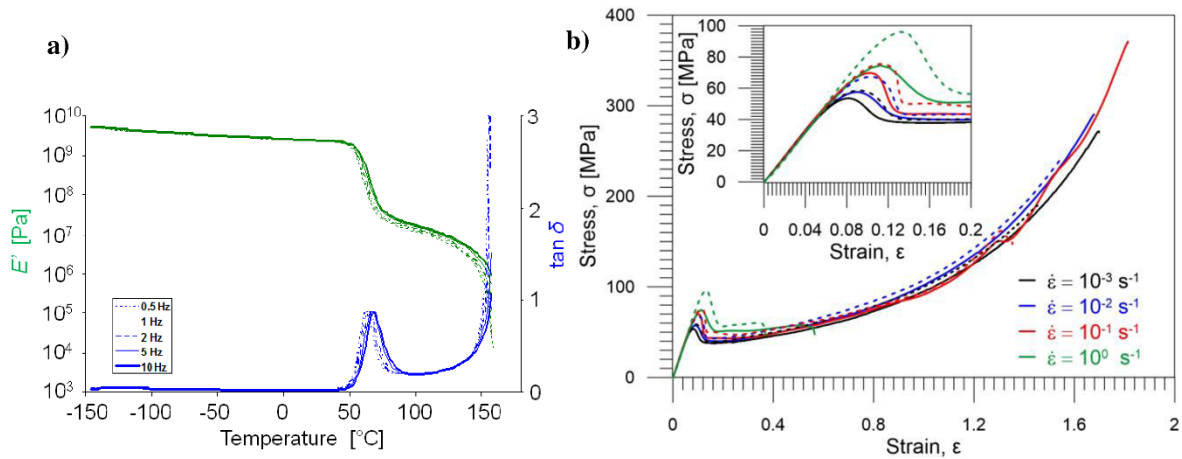 a)
E' [Pa]
10¹⁰
10⁹
10⁸
10⁷
10⁶
10⁵
10⁴
10³
3
2
1
0
tan δ
0.5 Hz
1 Hz
2 Hz
5 Hz
10 Hz
-150 -100 -50 0 50 100 150
Temperature [°C]
b)
Stress, σ [MPa]
400
300
200
100
0
Stress, σ [MPa]
100
80
60
40
20
0
0 0.04 0.08 0.12 0.16 0.2
Strain, ε
ε̇ = 10⁻³ s⁻¹
ε̇ = 10⁻² s⁻¹
ε̇ = 10⁻¹ s⁻¹
ε̇ = 10⁰ s⁻¹
0 0.4 0.8 1.2 1.6 2
Strain, ε